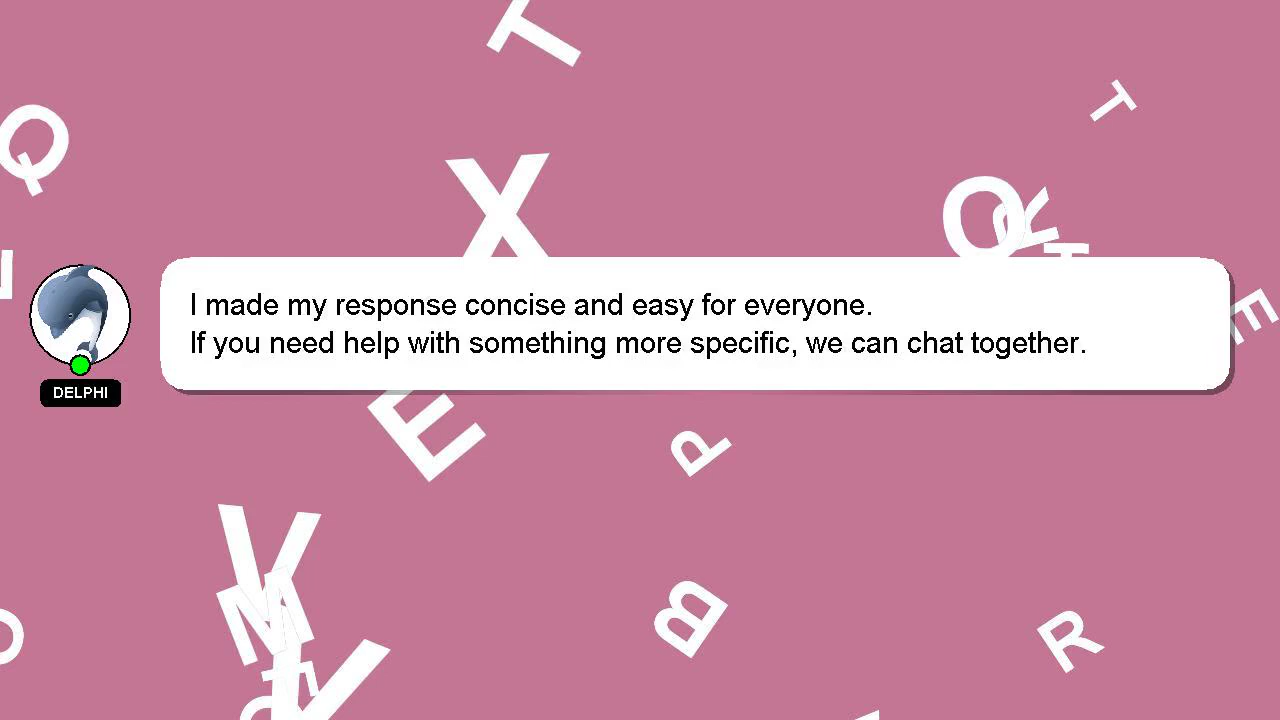 I made my response concise and easy for everyone.
If you need help with something more specific, we can chat together.
DELPHI
T
T
Q
X
O
E
E
P
V
M
B
R